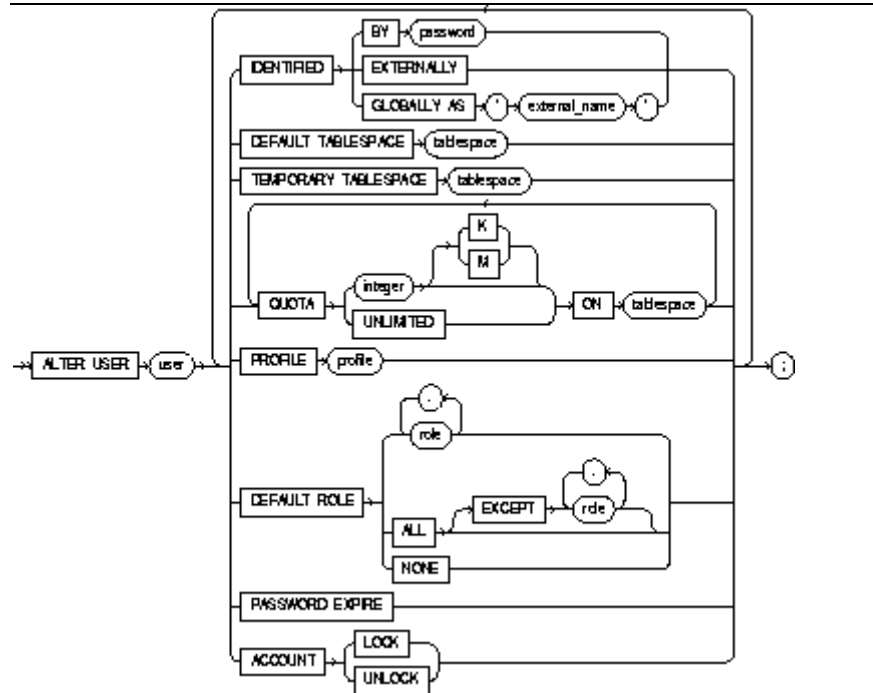 BY password
IDENTIFIED EXTERNALLY
GLOBALLY AS ' external_name '
DEFAULT TABLESPACE tablespace
TEMPORARY TABLESPACE tablespace
K
M
integer
QUOTA ON tablespace
UNLIMITED
ALTER USER user PROFILE profile ;
,
role
DEFAULT ROLE
,
ALL EXCEPT role
NONE
PASSWORD EXPIRE
LOCK
ACCOUNT
UNLOCK